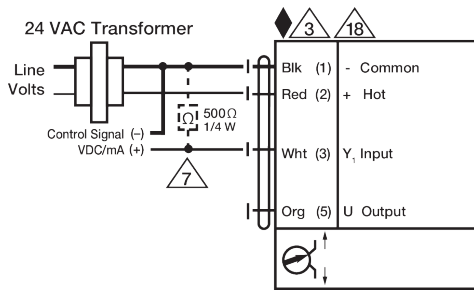 24 VAC Transformer
3
18
Line
Volts
Blk (1) - Common
Red (2) + Hot
Ω
500Ω
1/4 W
Control Signal (–)
VDC/mA (+)
Wht (3) Y₁ Input
7
Org (5) U Output